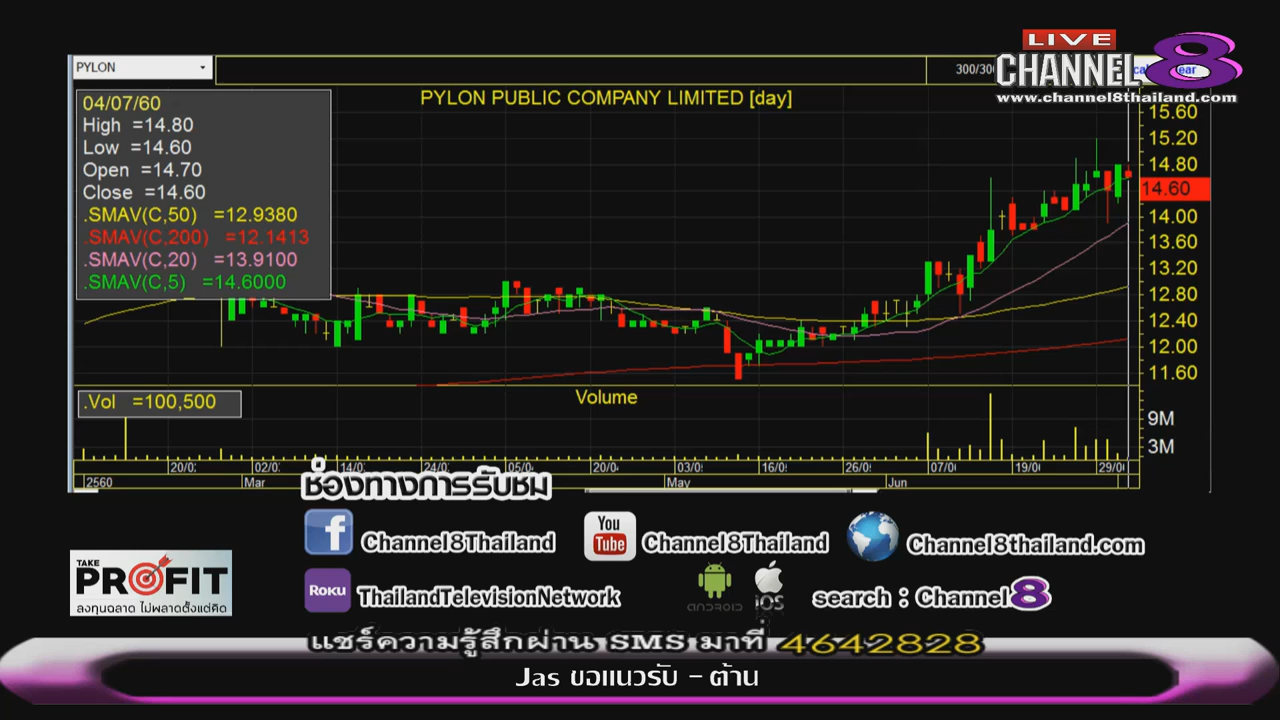 LIVE
CHANNEL 8
www.channel8thailand.com
PYLON
300/300
PYLON PUBLIC COMPANY LIMITED [day]
04/07/60
High =14.80
Low =14.60
Open =14.70
Close =14.60
.SMAV(C,50) =12.9380
.SMAV(C,200) =12.1413
.SMAV(C,20) =13.9100
.SMAV(C,5) =14.6000
15.60
15.20
14.80
14.60
14.00
13.60
13.20
12.80
12.40
12.00
11.60
.Vol =100,500
Volume
9M
3M
20/0 02/0 14/0 24/0 05/0 20/0 03/0 16/0 26/0 07/0 19/0 29/0
2560 Mar May Jun
ช่องทางการรับชม
f Channel8Thailand
You Tube Channel8Thailand
Channel8thailand.com
TAKE PROFIT
ลงทุนฉลาด ไม่พลาดตั้งแต่คิด
ROKU ThailandTelevisionNetwork
ANDROID iOS
search : Channel8
แชร์ความรู้สึกผ่าน SMS มาที่ 4642828
Jas ขอแนวรับ - ต้าน